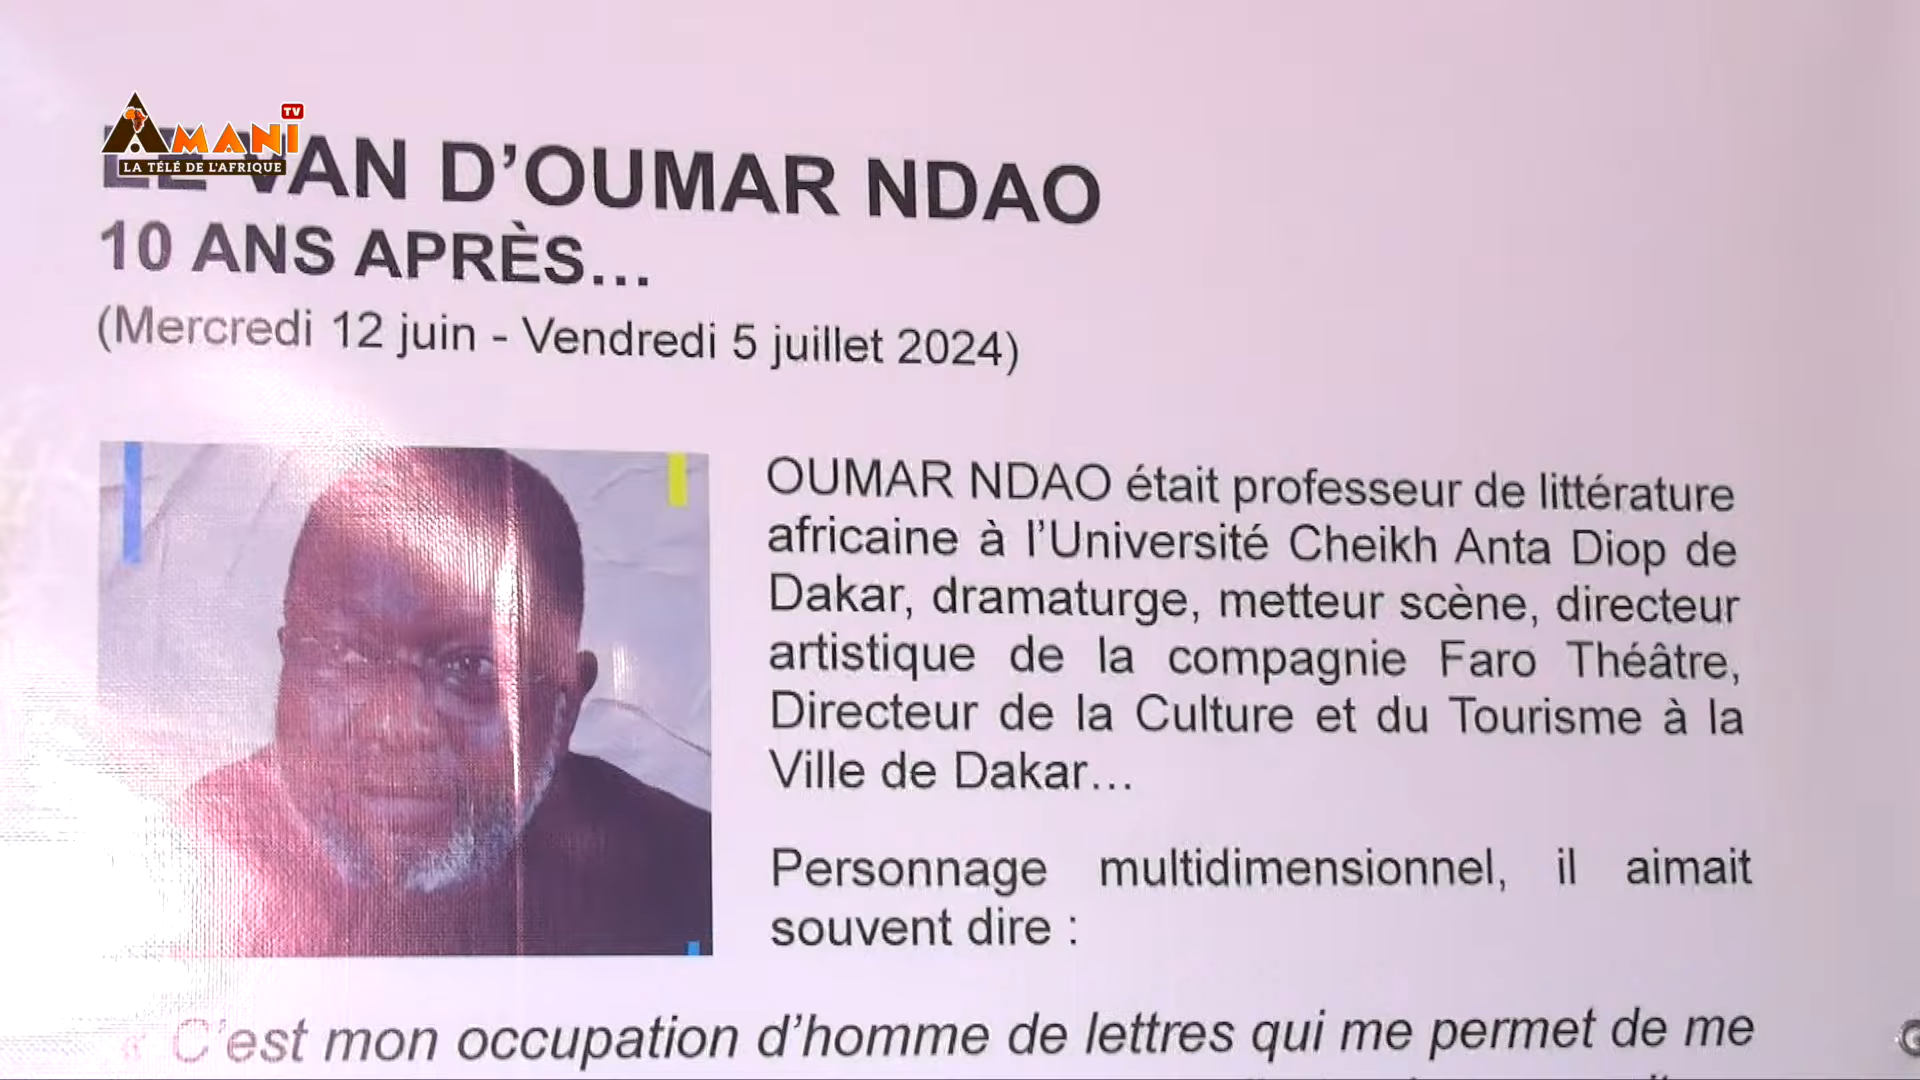 AMANI TV
LA TÉLÉ DE L'AFRIQUE
LE VAN D'OUMAR NDAO
10 ANS APRÈS...
(Mercredi 12 juin - Vendredi 5 juillet 2024)
OUMAR NDAO était professeur de littérature
africaine à l'Université Cheikh Anta Diop de
Dakar, dramaturge, metteur scène, directeur
artistique de la compagnie Faro Théâtre,
Directeur de la Culture et du Tourisme à la
Ville de Dakar...
Personnage multidimensionnel, il aimait
souvent dire :
« C'est mon occupation d'homme de lettres qui me permet de me